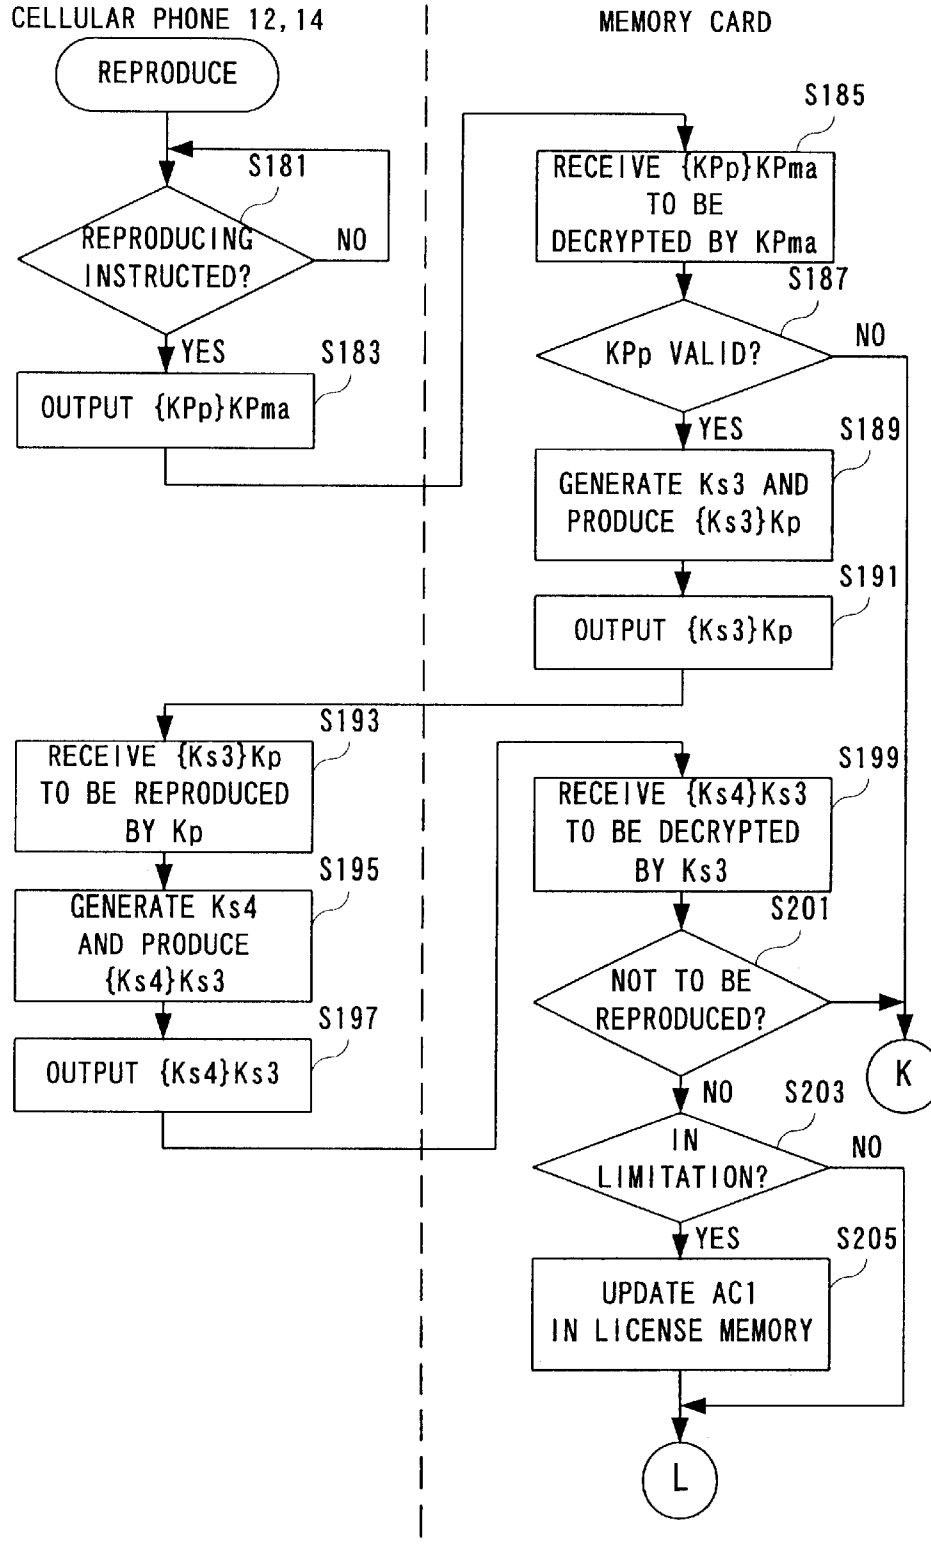 CELLULAR PHONE 12,14
REPRODUCE
S181
REPRODUCING
INSTRUCTED?
NO
YES
S183
OUTPUT {KPp}KPma
MEMORY CARD
S185
RECEIVE {KPp}KPma
TO BE
DECRYPTED BY KPma
S187
KPp VALID?
NO
YES
S189
GENERATE Ks3 AND
PRODUCE {Ks3}Kp
S191
OUTPUT {Ks3}Kp
S193
RECEIVE {Ks3}Kp
TO BE REPRODUCED
BY Kp
S195
GENERATE Ks4
AND PRODUCE
{Ks4}Ks3
S197
OUTPUT {Ks4}Ks3
S199
RECEIVE {Ks4}Ks3
TO BE DECRYPTED
BY Ks3
S201
NOT TO BE
REPRODUCED?
K
NO
S203
IN
LIMITATION?
NO
YES
S205
UPDATE AC1
IN LICENSE MEMORY
L